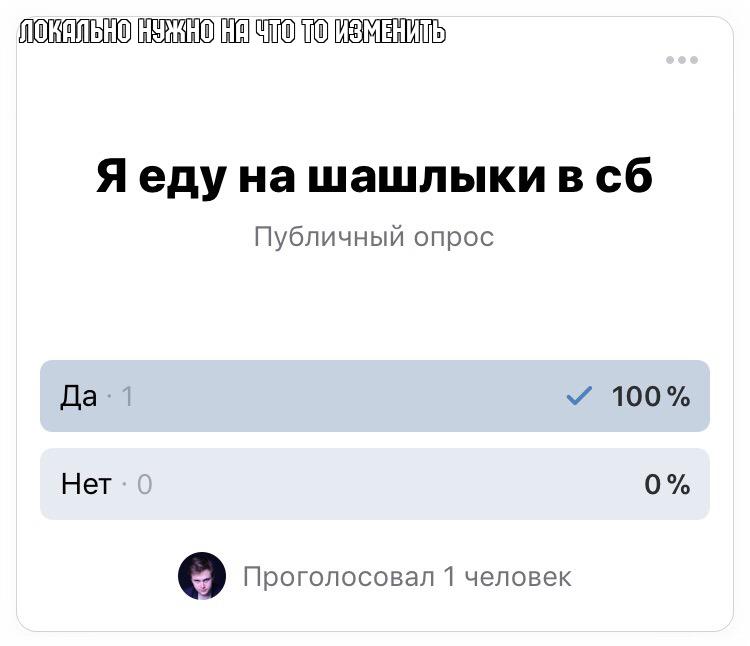 ЛОКАЛЬНО НУЖНО НА ЧТО ТО ИЗМЕНИТЬ
Я еду на шашлыки в сб
Публичный опрос
Да · 1 100 %
Нет · 0 0 %
Проголосовал 1 человек